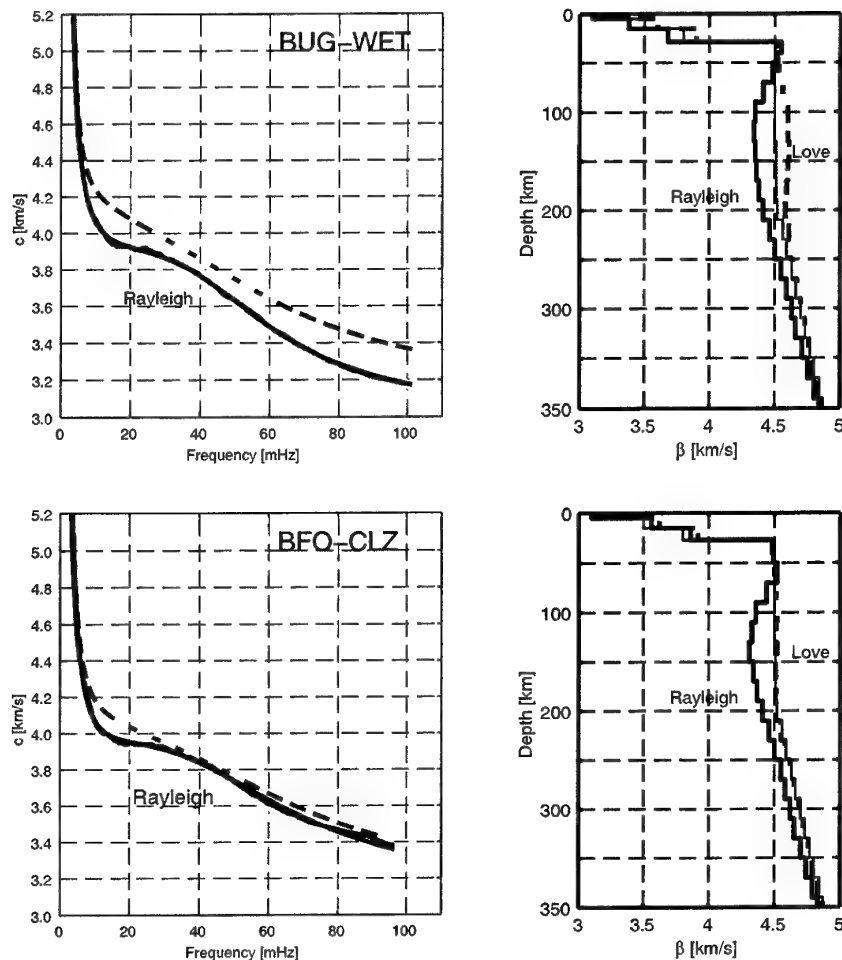 BUG-WET
5.2
5.0
4.8
4.6
4.4
4.2
4.0
3.8
3.6
3.4
3.2
3.0
c [km/s]
Rayleigh
0 20 40 60 80 100
Frequency [mHz]
0
100
200
300
350
Depth [km]
Love
Rayleigh
3 3.5 4 4.5 5
β [km/s]
BFO-CLZ
5.2
5.0
4.8
4.6
4.4
4.2
4.0
3.8
3.6
3.4
3.2
3.0
c [km/s]
Rayleigh
0 20 40 60 80 100
Frequency [mHz]
0
100
200
300
350
Depth [km]
Love
Rayleigh
3 3.5 4 4.5 5
β [km/s]